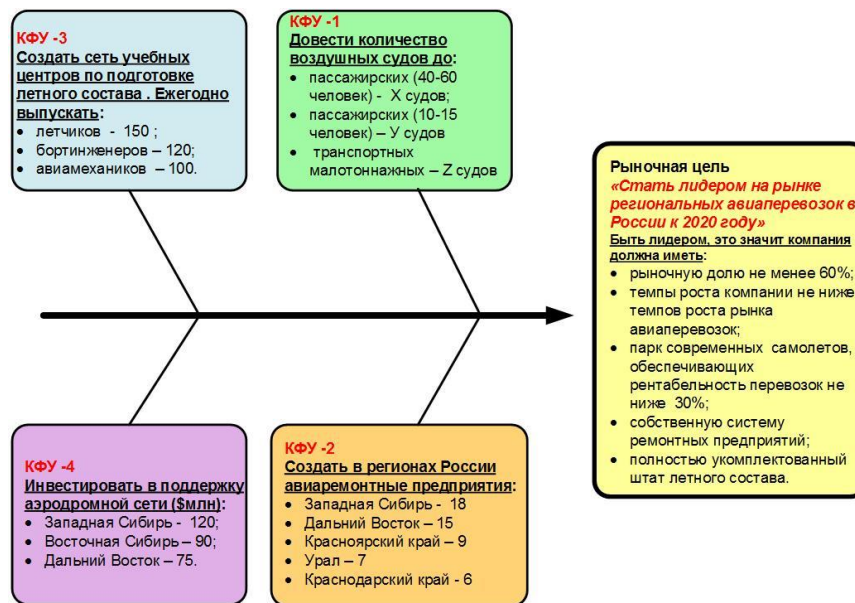 КФУ -3
Создать сеть учебных
центров по подготовке
летного состава . Ежегодно
выпускать:
• летчиков - 150 ;
• бортинженеров – 120;
• авиамехаников – 100.
КФУ -1
Довести количество
воздушных судов до:
• пассажирских (40-60
человек) - X судов;
• пассажирских (10-15
человек) – У судов
• транспортных
малотоннажных – Z судов
Рыночная цель
«Стать лидером на рынке
региональных авиаперевозок в
России к 2020 году»
Быть лидером, это значит компания
должна иметь:
• рыночную долю не менее 60%;
• темпы роста компании не ниже
темпов роста рынка
авиаперевозок;
• парк современных самолетов,
обеспечивающих
рентабельность перевозок не
ниже 30%;
• собственную систему
ремонтных предприятий;
• полностью укомплектованный
штат летного состава.
КФУ -4
Инвестировать в поддержку
аэродромной сети ($млн):
• Западная Сибирь - 120;
• Восточная Сибирь – 90;
• Дальний Восток – 75.
КФУ -2
Создать в регионах России
авиаремонтные предприятия:
• Западная Сибирь - 18
• Дальний Восток – 15
• Красноярский край – 9
• Урал – 7
• Краснодарский край - 6